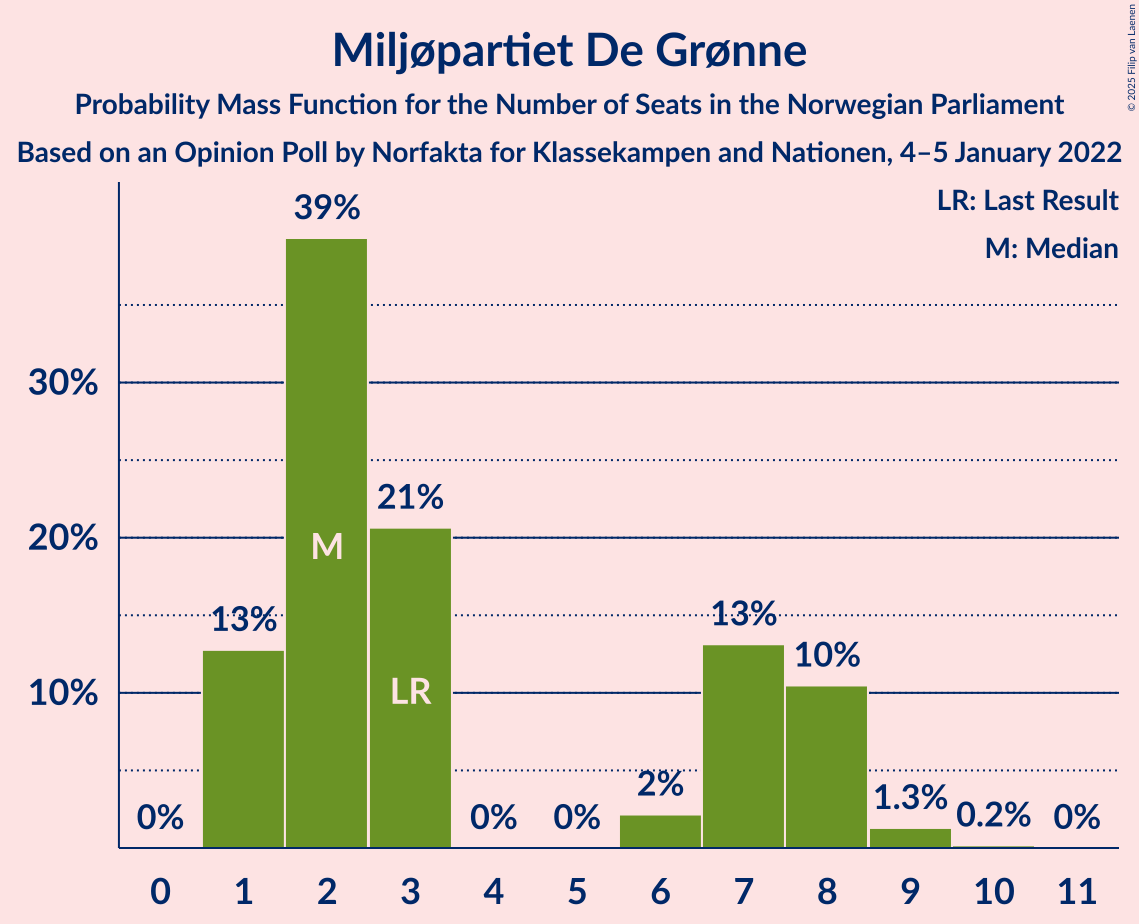 Miljøpartiet De Grønne
Probability Mass Function for the Number of Seats in the Norwegian Parliament
Based on an Opinion Poll by Norfakta for Klassekampen and Nationen, 4–5 January 2022
© 2025 Filip van Laenen
LR: Last Result
M: Median
30%
20%
10%
0%
13%
39%
21%
0%
0%
2%
13%
10%
1.3%
0.2%
0%
M
LR
0 1 2 3 4 5 6 7 8 9 10 11